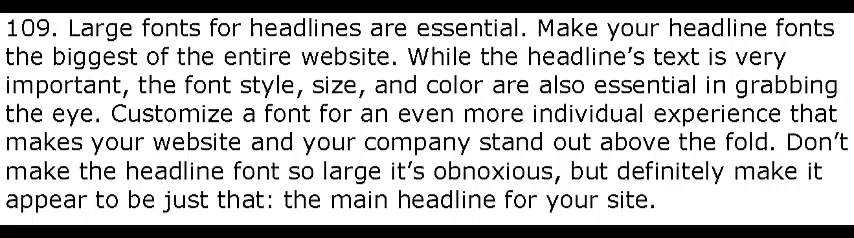 109. Large fonts for headlines are essential. Make your headline fonts
the biggest of the entire website. While the headline's text is very
important, the font style, size, and color are also essential in grabbing
the eye. Customize a font for an even more individual experience that
makes your website and your company stand out above the fold. Don't
make the headline font so large it's obnoxious, but definitely make it
appear to be just that: the main headline for your site.